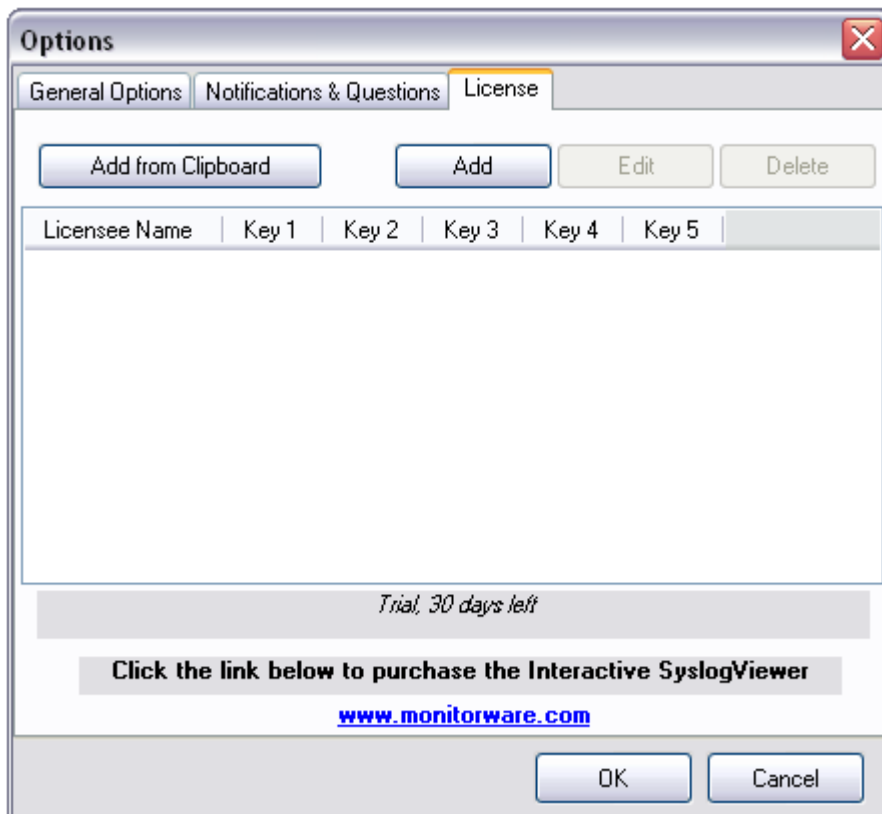 Options
General Options Notifications & Questions License
Add from Clipboard Add Edit Delete
Licensee Name Key 1 Key 2 Key 3 Key 4 Key 5
Trial, 30 days left
Click the link below to purchase the Interactive SyslogViewer
www.monitorware.com
OK Cancel